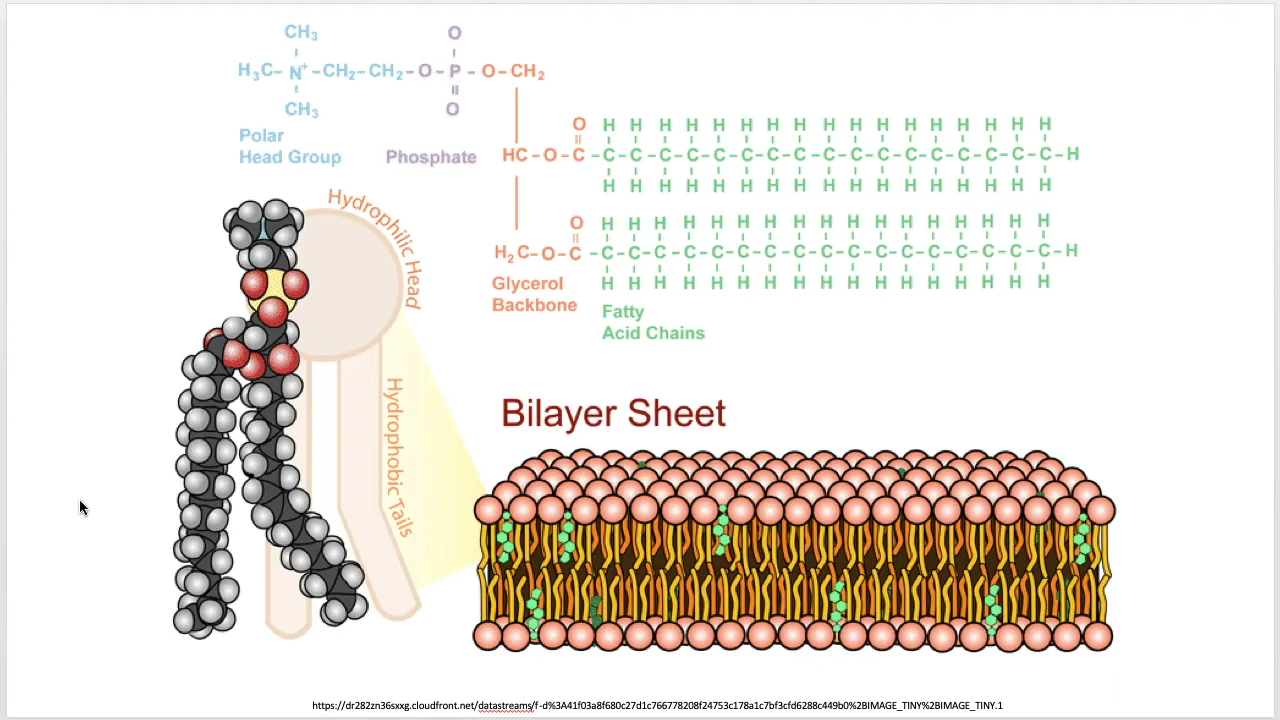 CH₃
O
H₃C-N⁺-CH₂-CH₂-O-P-O-CH₂
CH₃
O
Polar
Head Group
Phosphate
O H H H H H H H H H H H H H H H H H
HC-O-C-C-C-C-C-C-C-C-C-C-C-C-C-C-C-C-C-C-H
H H H H H H H H H H H H H H H H H
O H H H H H H H H H H H H H H H H H
H₂C-O-C-C-C-C-C-C-C-C-C-C-C-C-C-C-C-C-C-C-H
H H H H H H H H H H H H H H H H H
Glycerol
Backbone
Fatty
Acid Chains
Hydrophilic Head
Hydrophobic Tails
Bilayer Sheet
https://dr282zn36sxxg.cloudfront.net/datastreams/f-d%3A41f03a8f680c27d1c766778208f24753c178a1c7bf3cfd6288c449b0%2BIMAGE_TINY%2BIMAGE_TINY.1